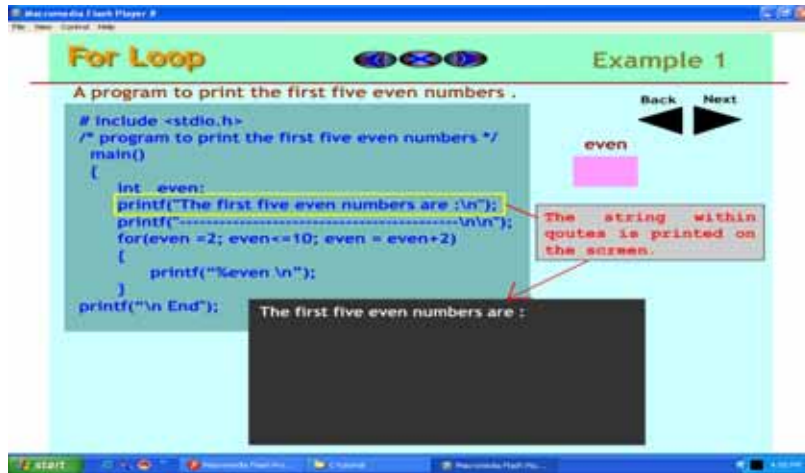 Macromedia Flash Player 8
File View Control Help
For Loop
Example 1
A program to print the first five even numbers .
Back Next
# include <stdio.h>
/* program to print the first five even numbers */
main()
{
int even:
printf("The first five even numbers are :\n");
printf("----------------------------------------\n\n");
for(even =2; even<=10; even = even+2)
{
printf("%even \n");
}
printf("\n End");
even
The string within
qoutes is printed on
the screen.
The first five even numbers are :
start